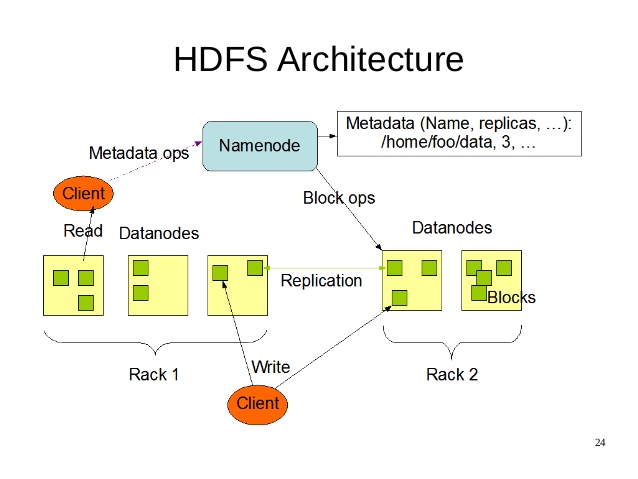 HDFS Architecture
Metadata (Name, replicas, …):
/home/foo/data, 3, …
Namenode
Metadata ops
Client
Block ops
Read
Datanodes
Datanodes
Replication
Blocks
Rack 1
Write
Rack 2
Client
24